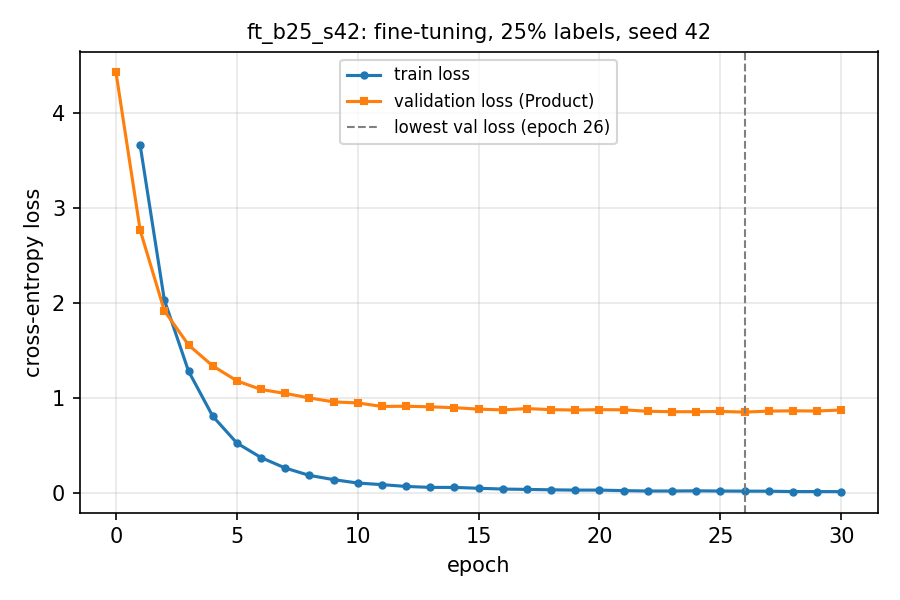 ft_b25_s42: fine-tuning, 25% labels, seed 42
train loss
validation loss (Product)
lowest val loss (epoch 26)
cross-entropy loss
4
3
2
1
0
0 5 10 15 20 25 30
epoch